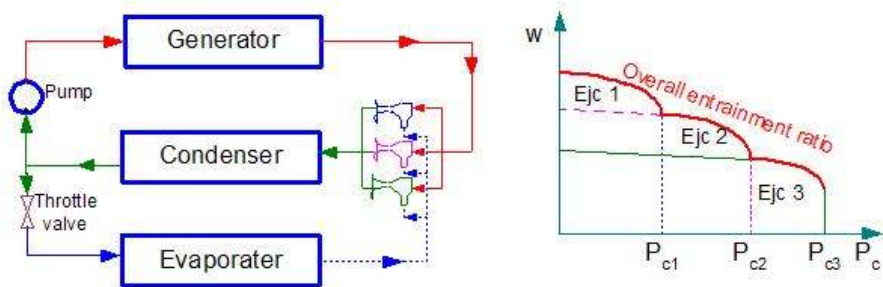 Generator
Pump
Condenser
Throttle
valve
Evaporater
w
Overall entrainment ratio
Ejc 1
Ejc 2
Ejc 3
Pc1
Pc2
Pc3
Pc